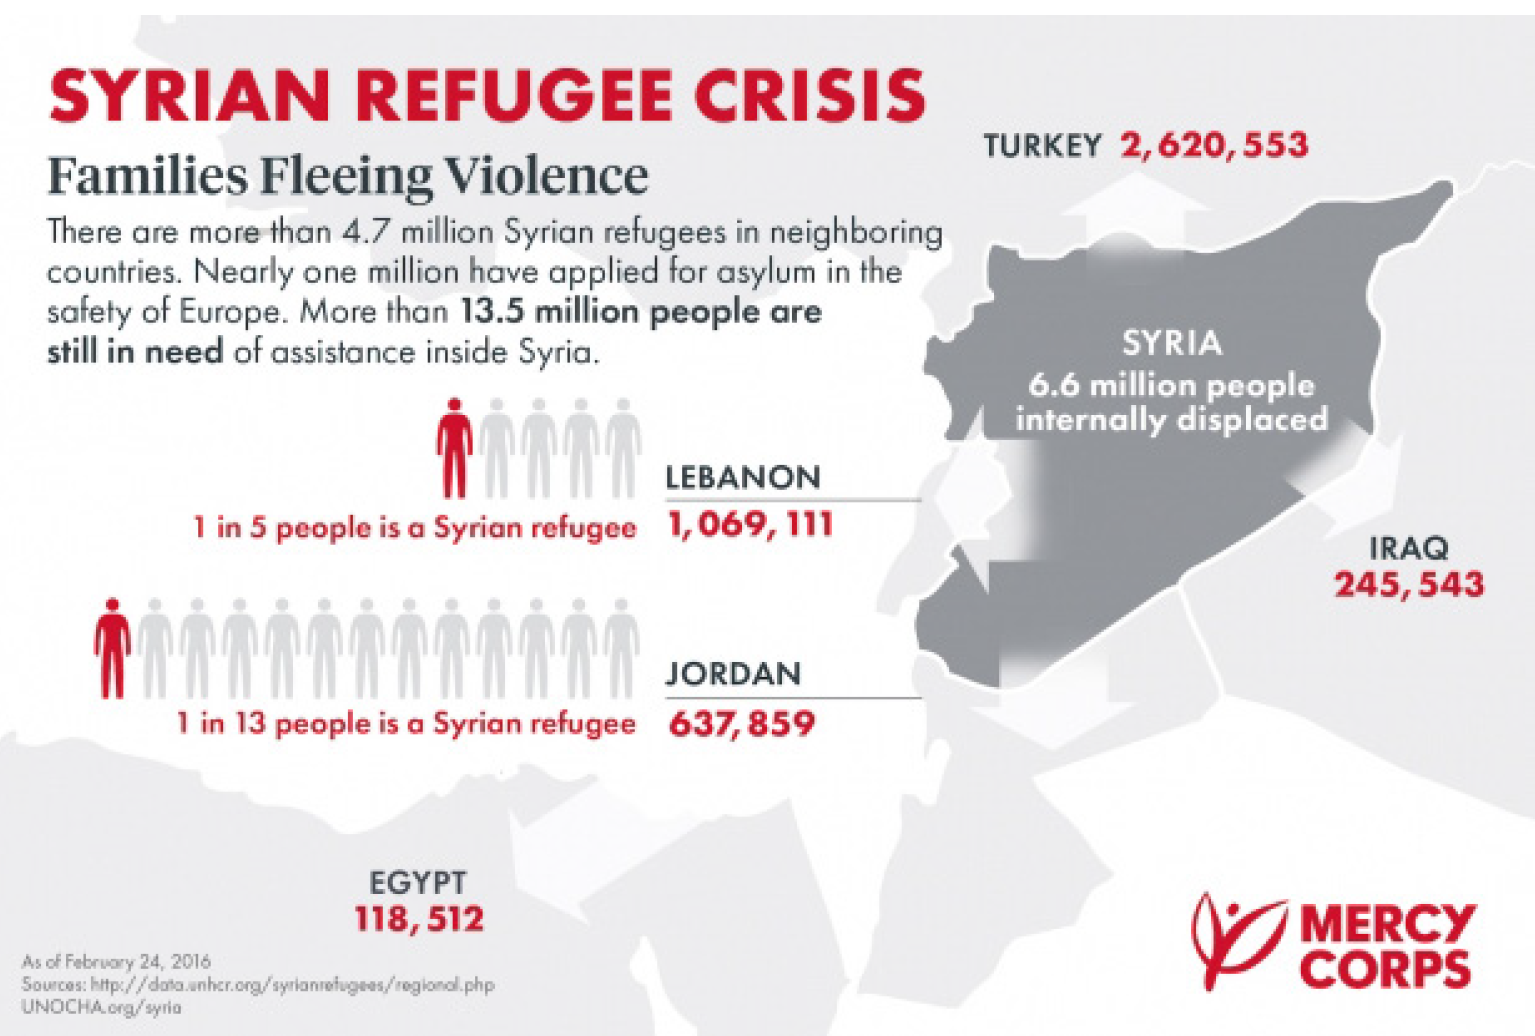 SYRIAN REFUGEE CRISIS
Families Fleeing Violence
There are more than 4.7 million Syrian refugees in neighboring
countries. Nearly one million have applied for asylum in the
safety of Europe. More than 13.5 million people are
still in need of assistance inside Syria.
TURKEY 2,620,553
SYRIA
6.6 million people
internally displaced
LEBANON
1 in 5 people is a Syrian refugee 1,069,111
IRAQ
245,543
JORDAN
1 in 13 people is a Syrian refugee 637,859
EGYPT
118,512
As of February 24, 2016
Sources: http://data.unhcr.org/syrianrefugees/regional.php
UNOCHA.org/syria
MERCY
CORPS